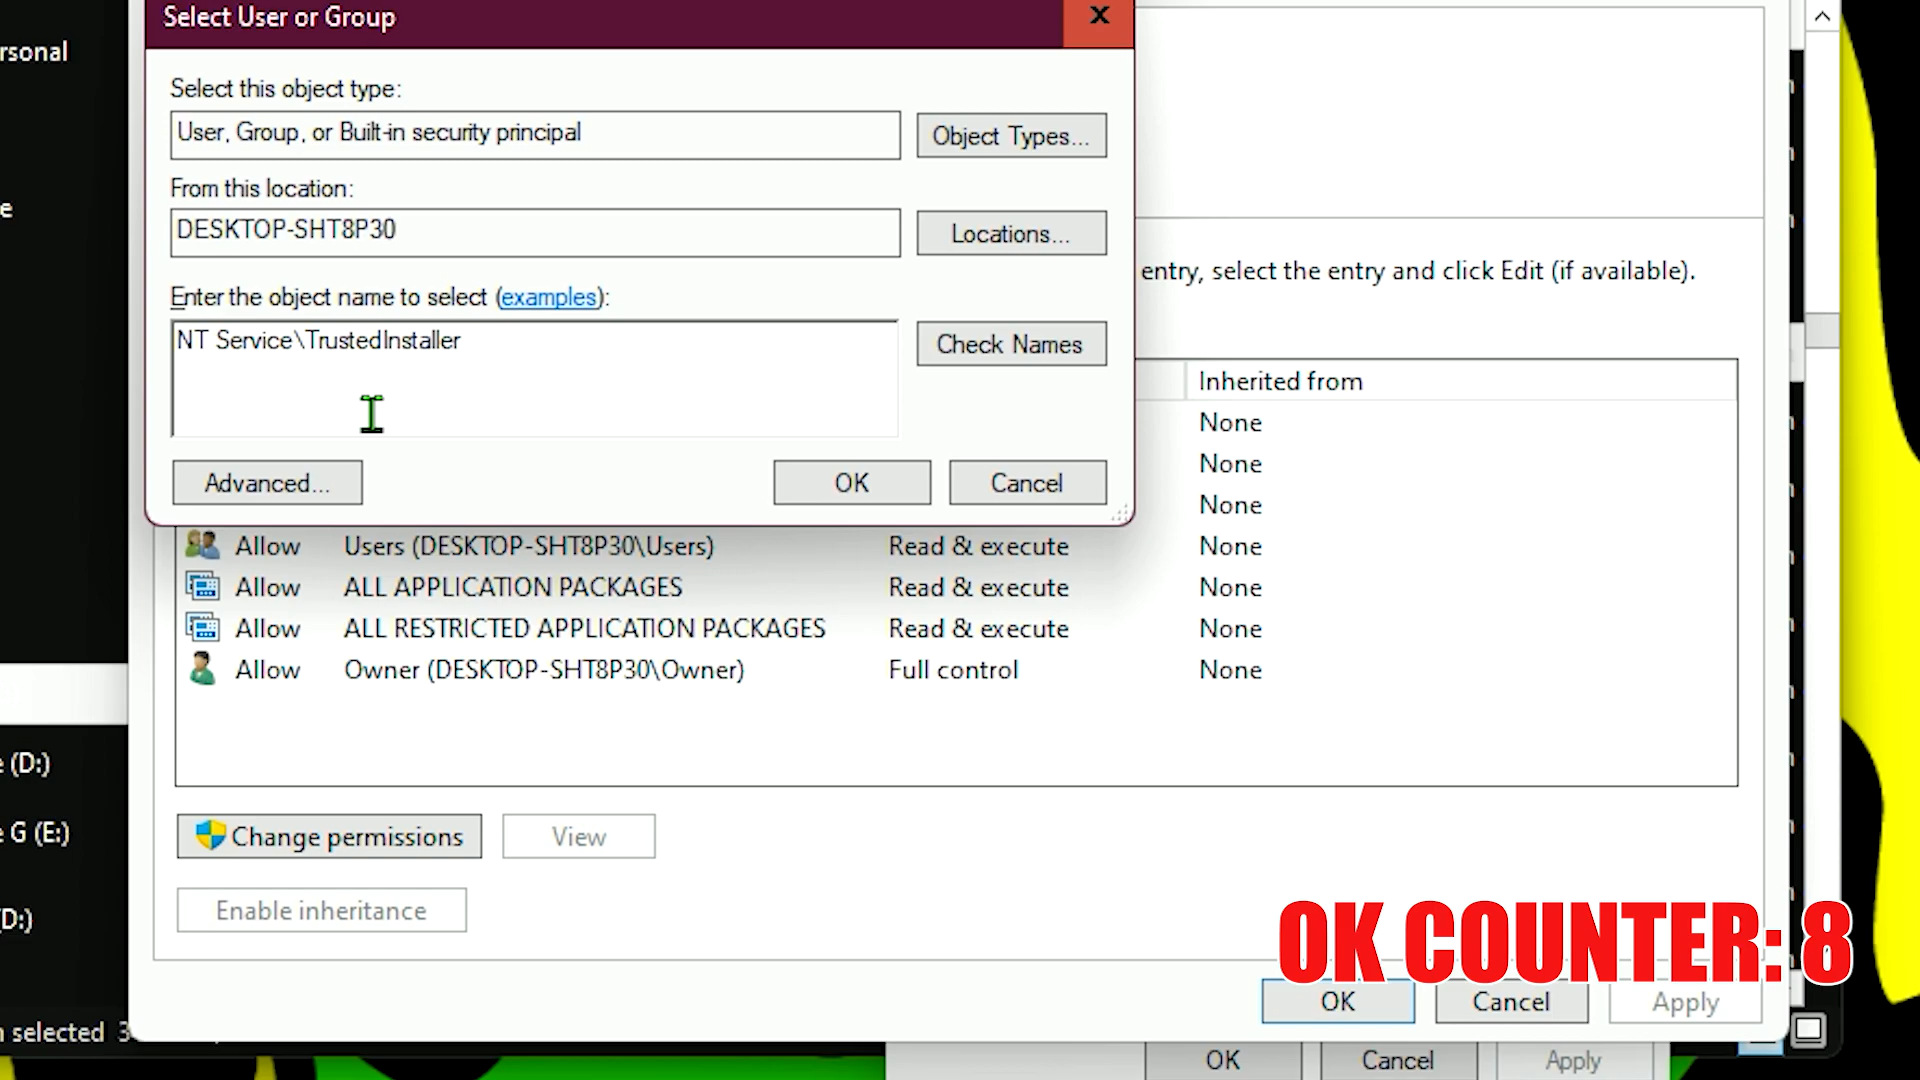 Select User or Group
rsonal
Select this object type:
User, Group, or Built-in security principal
Object Types...
From this location:
e
DESKTOP-SHT8P30
Locations...
entry, select the entry and click Edit (if available).
Enter the object name to select (examples):
NT Service\TrustedInstaller
Check Names
Inherited from
None
None
Advanced...
OK
Cancel
None
Allow Users (DESKTOP-SHT8P30\Users) Read & execute None
Allow ALL APPLICATION PACKAGES Read & execute None
Allow ALL RESTRICTED APPLICATION PACKAGES Read & execute None
Allow Owner (DESKTOP-SHT8P30\Owner) Full control None
e (D:)
e G (E:)
Change permissions
View
Enable inheritance
(D:)
OK COUNTER: 8
OK
Cancel
Apply
selected 3
OK
Cancel
Apply